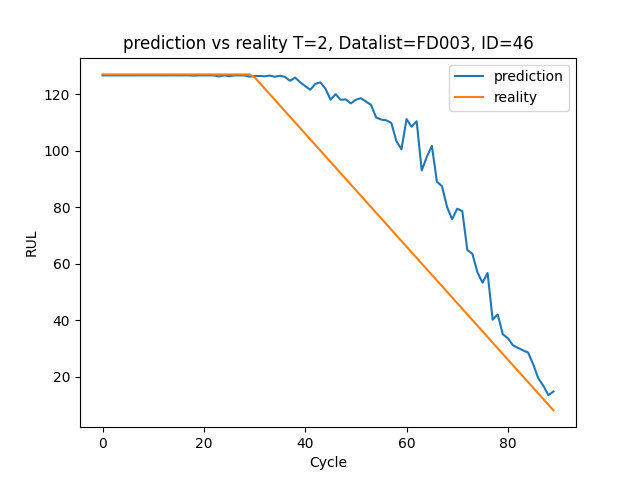 prediction vs reality T=2, Datalist=FD003, ID=46
prediction
reality
RUL
120
100
80
60
40
20
0
20
40
60
80
Cycle